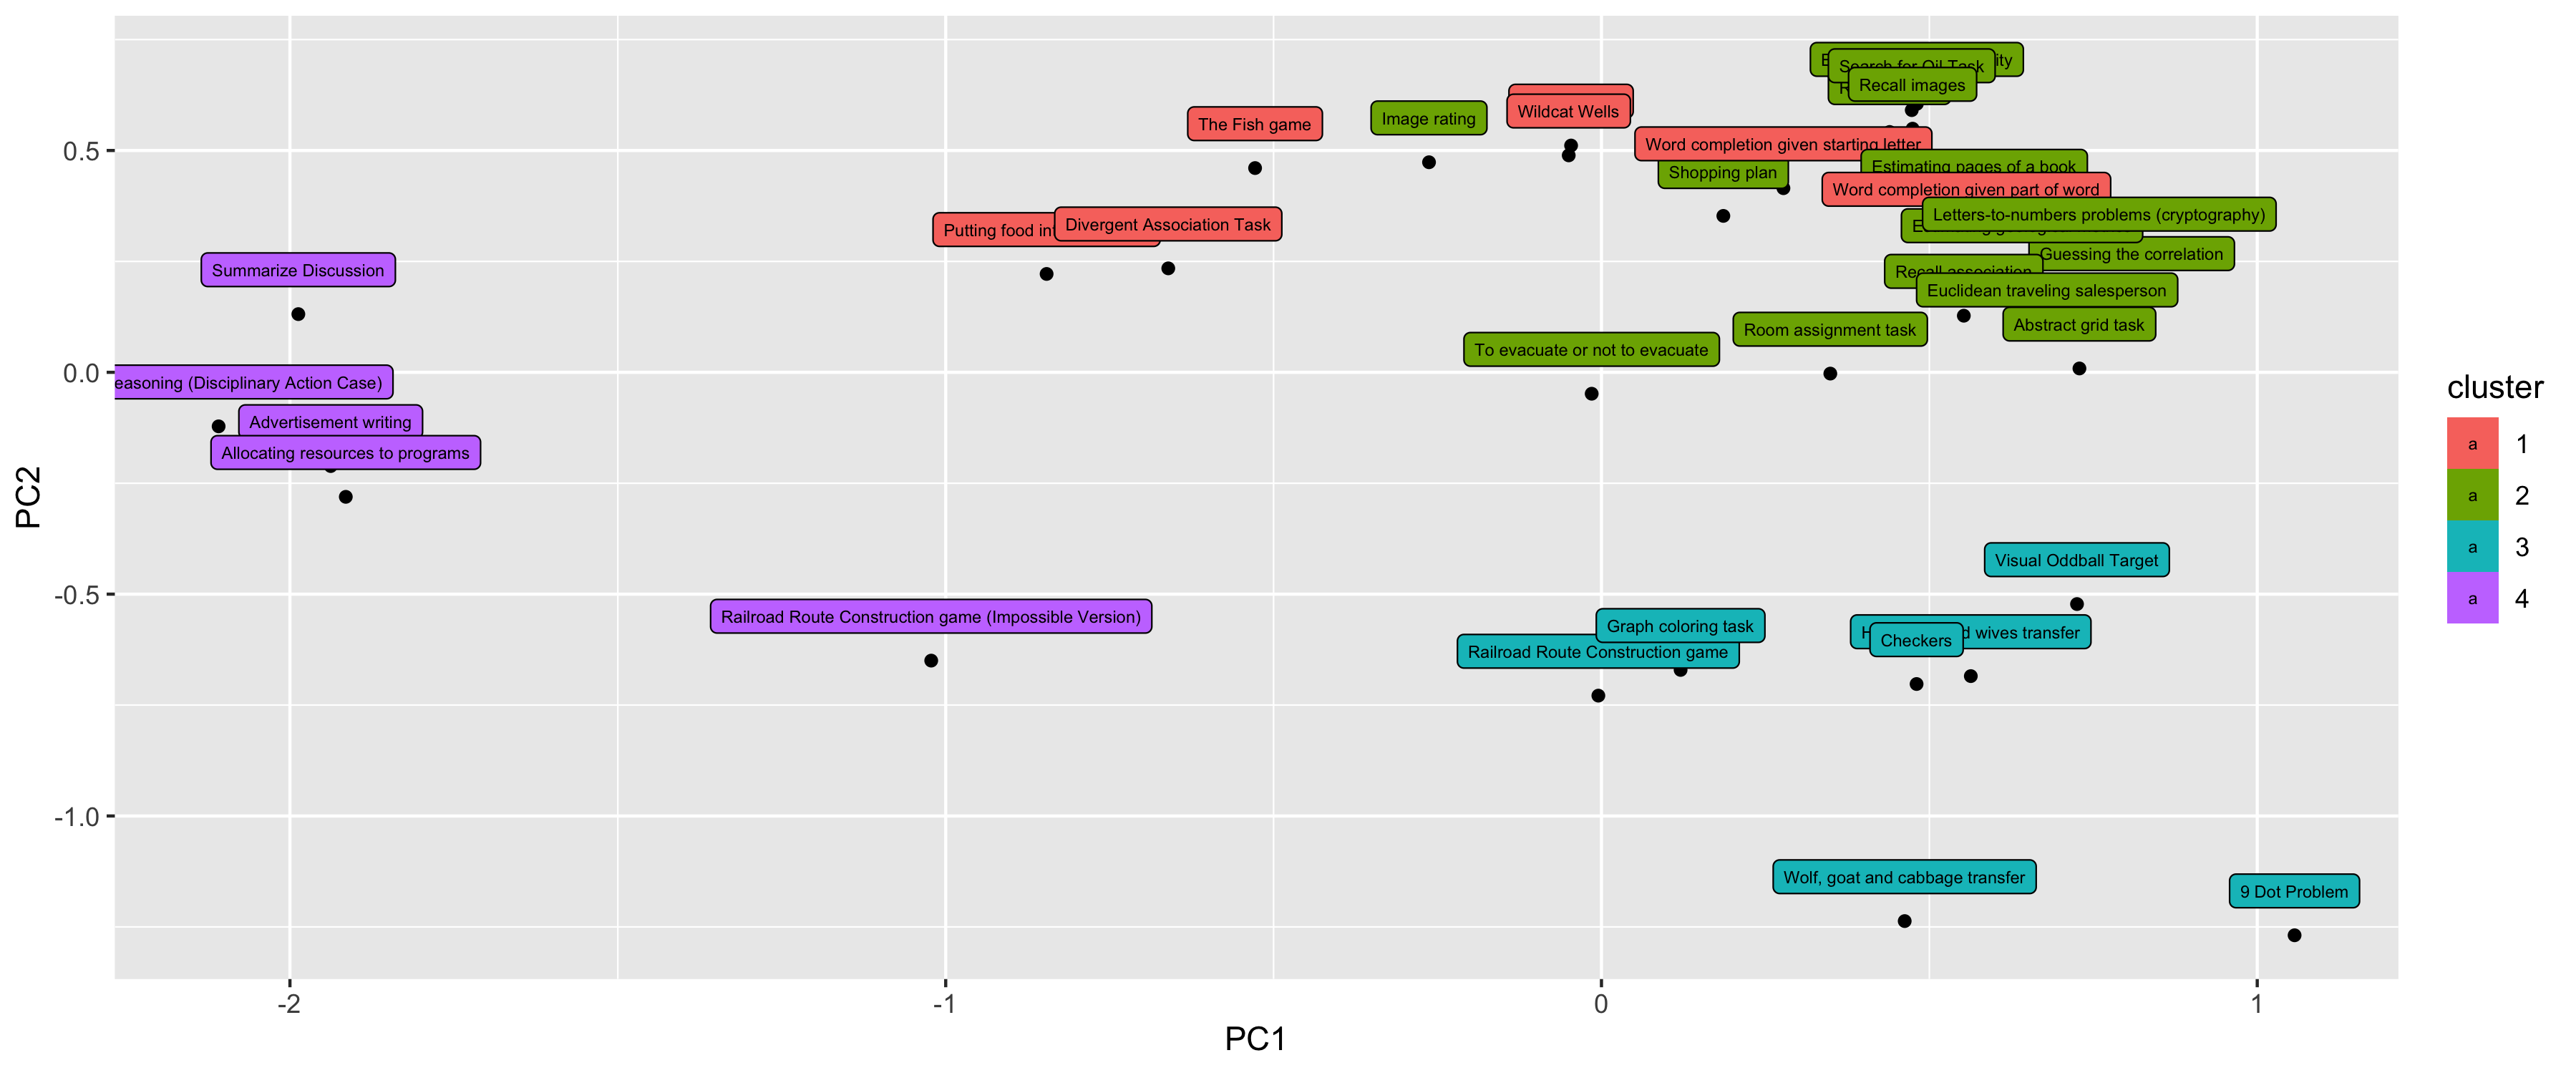 Search for Oil Task
Recall images
The Fish game
Image rating
Wildcat Wells
Word completion given starting letter
Shopping plan
Estimating pages of a book
Word completion given part of word
Letters-to-numbers problems (cryptography)
Putting food
Divergent Association Task
Guessing the correlation
Recall association
Euclidean traveling salesperson
Summarize Discussion
Room assignment task
Abstract grid task
To evacuate or not to evacuate
(Disciplinary Action Case)
Advertisement writing
Allocating resources to programs
Visual Oddball Target
Railroad Route Construction game (Impossible Version)
Graph coloring task
Railroad Route Construction game
wives transfer
Checkers
Wolf, goat and cabbage transfer
9 Dot Problem
0.5
0.0
-0.5
-1.0
PC2
-2
-1
0
1
PC1
cluster
a 1
a 2
a 3
a 4